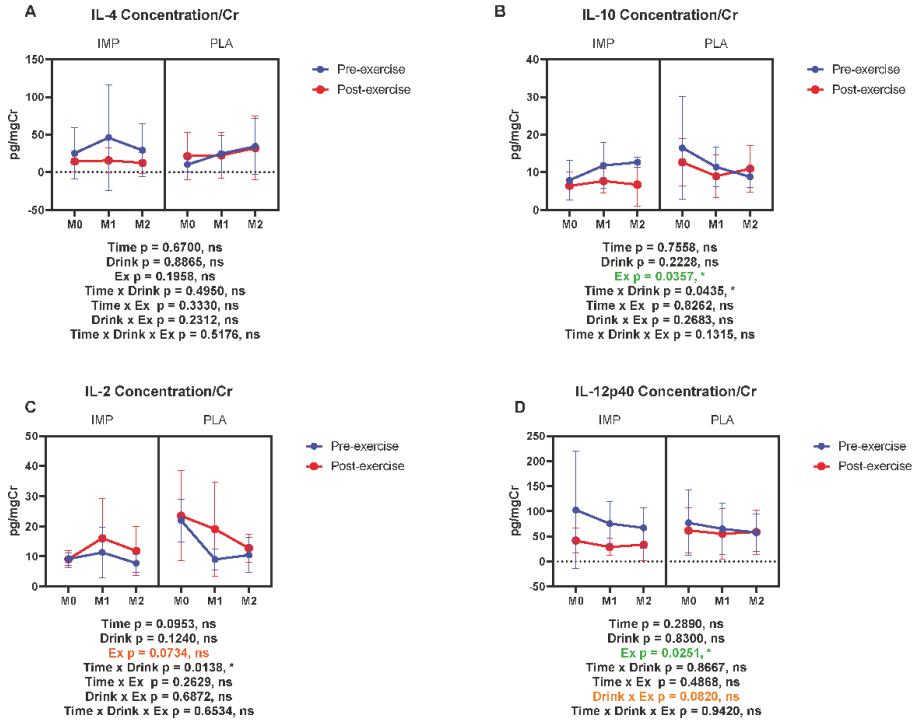 A
IL-4 Concentration/Cr
IMP
PLA
Pre-exercise
Post-exercise
pg/mgCr
150
100
50
0
-50
M0 M1 M2 M0 M1 M2
Time p = 0.6700, ns
Drink p = 0.8865, ns
Ex p = 0.1958, ns
Time x Drink p = 0.4950, ns
Time x Ex p = 0.3330, ns
Drink x Ex p = 0.2312, ns
Time x Drink x Ex p = 0.5176, ns
B
IL-10 Concentration/Cr
IMP
PLA
Pre-exercise
Post-exercise
pg/mgCr
40
30
20
10
0
M0 M1 M2 M0 M1 M2
Time p = 0.7558, ns
Drink p = 0.2228, ns
Ex p = 0.0357, *
Time x Drink p = 0.0435, *
Time x Ex p = 0.8262, ns
Drink x Ex p = 0.2683, ns
Time x Drink x Ex p = 0.1315, ns
C
IL-2 Concentration/Cr
IMP
PLA
Pre-exercise
Post-exercise
pg/mgCr
50
40
30
20
10
0
M0 M1 M2 M0 M1 M2
Time p = 0.0953, ns
Drink p = 0.1240, ns
Ex p = 0.0734, ns
Time x Drink p = 0.0138, *
Time x Ex p = 0.2629, ns
Drink x Ex p = 0.6872, ns
Time x Drink x Ex p = 0.6534, ns
D
IL-12p40 Concentration/Cr
IMP
PLA
Pre-exercise
Post-exercise
pg/mgCr
250
200
150
100
50
0
-50
M0 M1 M2 M0 M1 M2
Time p = 0.2890, ns
Drink p = 0.8300, ns
Ex p = 0.0251, *
Time x Drink p = 0.8667, ns
Time x Ex p = 0.4868, ns
Drink x Ex p = 0.0820, ns
Time x Drink x Ex p = 0.9420, ns